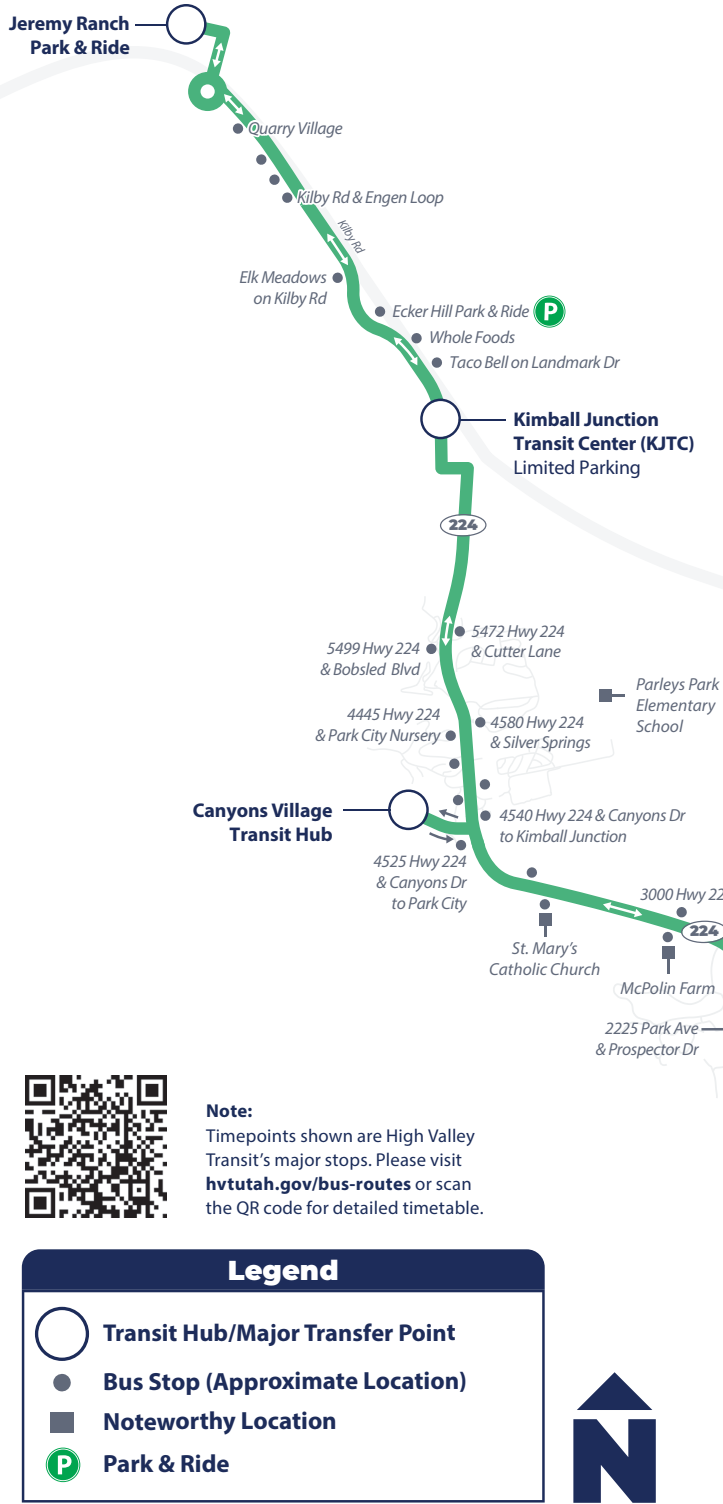 Jeremy Ranch
Park & Ride
Quarry Village
Kilby Rd & Engen Loop
Kilby Rd
Elk Meadows
on Kilby Rd
Ecker Hill Park & Ride
P
Whole Foods
Taco Bell on Landmark Dr
Kimball Junction
Transit Center (KJTC)
Limited Parking
224
5472 Hwy 224
& Cutter Lane
5499 Hwy 224
& Bobsled Blvd
Parleys Park
Elementary
School
4445 Hwy 224
& Park City Nursery
4580 Hwy 224
& Silver Springs
Canyons Village
Transit Hub
4540 Hwy 224 & Canyons Dr
to Kimball Junction
4525 Hwy 224
& Canyons Dr
to Park City
3000 Hwy 22
224
St. Mary's
Catholic Church
McPolin Farm
2225 Park Ave
& Prospector Dr
Note:
Timepoints shown are High Valley
Transit's major stops. Please visit
hvtutah.gov/bus-routes or scan
the QR code for detailed timetable.
Legend
Transit Hub/Major Transfer Point
Bus Stop (Approximate Location)
Noteworthy Location
P Park & Ride
N